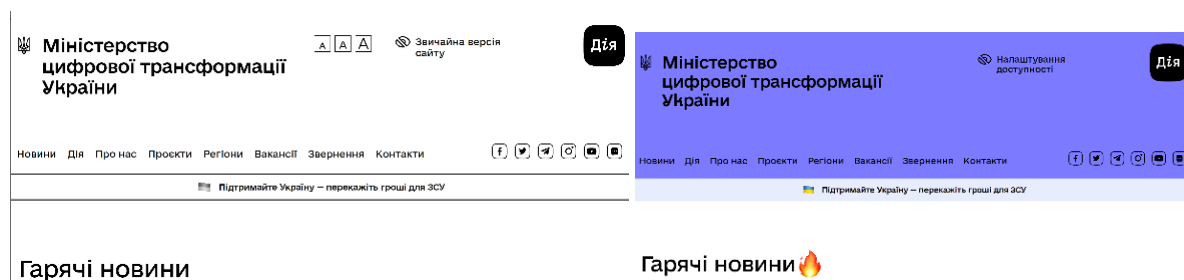 Міністерство
цифрової трансформації
України
A A A
Звичайна версія
сайту
Дія
Новини Дія Про нас Проєкти Регіони Вакансії Звернення Контакти
Підтримайте Україну — перекажіть гроші для ЗСУ
Гарячі новини
Міністерство
цифрової трансформації
України
Налаштування
доступності
Дія
Новини Дія Про нас Проєкти Регіони Вакансії Звернення Контакти
Підтримайте Україну — перекажіть гроші для ЗСУ
Гарячі новини🔥